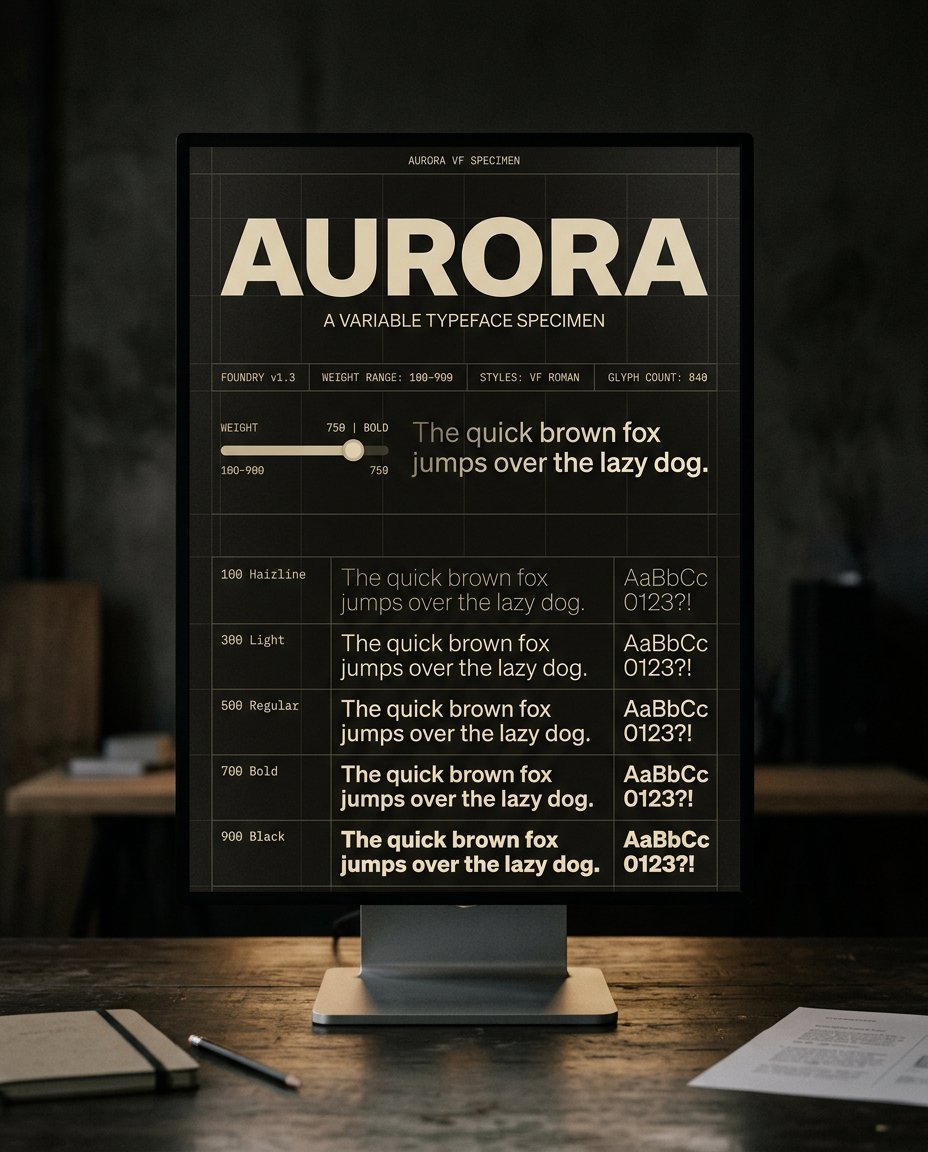 AURORA VF SPECIMEN
AURORA
A VARIABLE TYPEFACE SPECIMEN
FOUNDRY v1.3
WEIGHT RANGE: 100–909
STYLES: VF ROMAN
GLYPH COUNT: 840
WEIGHT
750 | BOLD
100–900
750
The quick brown fox
jumps over the lazy dog.
100 Haizline
The quick brown fox
jumps over the lazy dog.
AaBbCc
0123?!
300 Light
The quick brown fox
jumps over the lazy dog.
AaBbCc
0123?!
500 Regular
The quick brown fox
jumps over the lazy dog.
AaBbCc
0123?!
700 Bold
The quick brown fox
jumps over the lazy dog.
AaBbCc
0123?!
900 Black
The quick brown fox
jumps over the lazy dog.
AaBbCc
0123?!